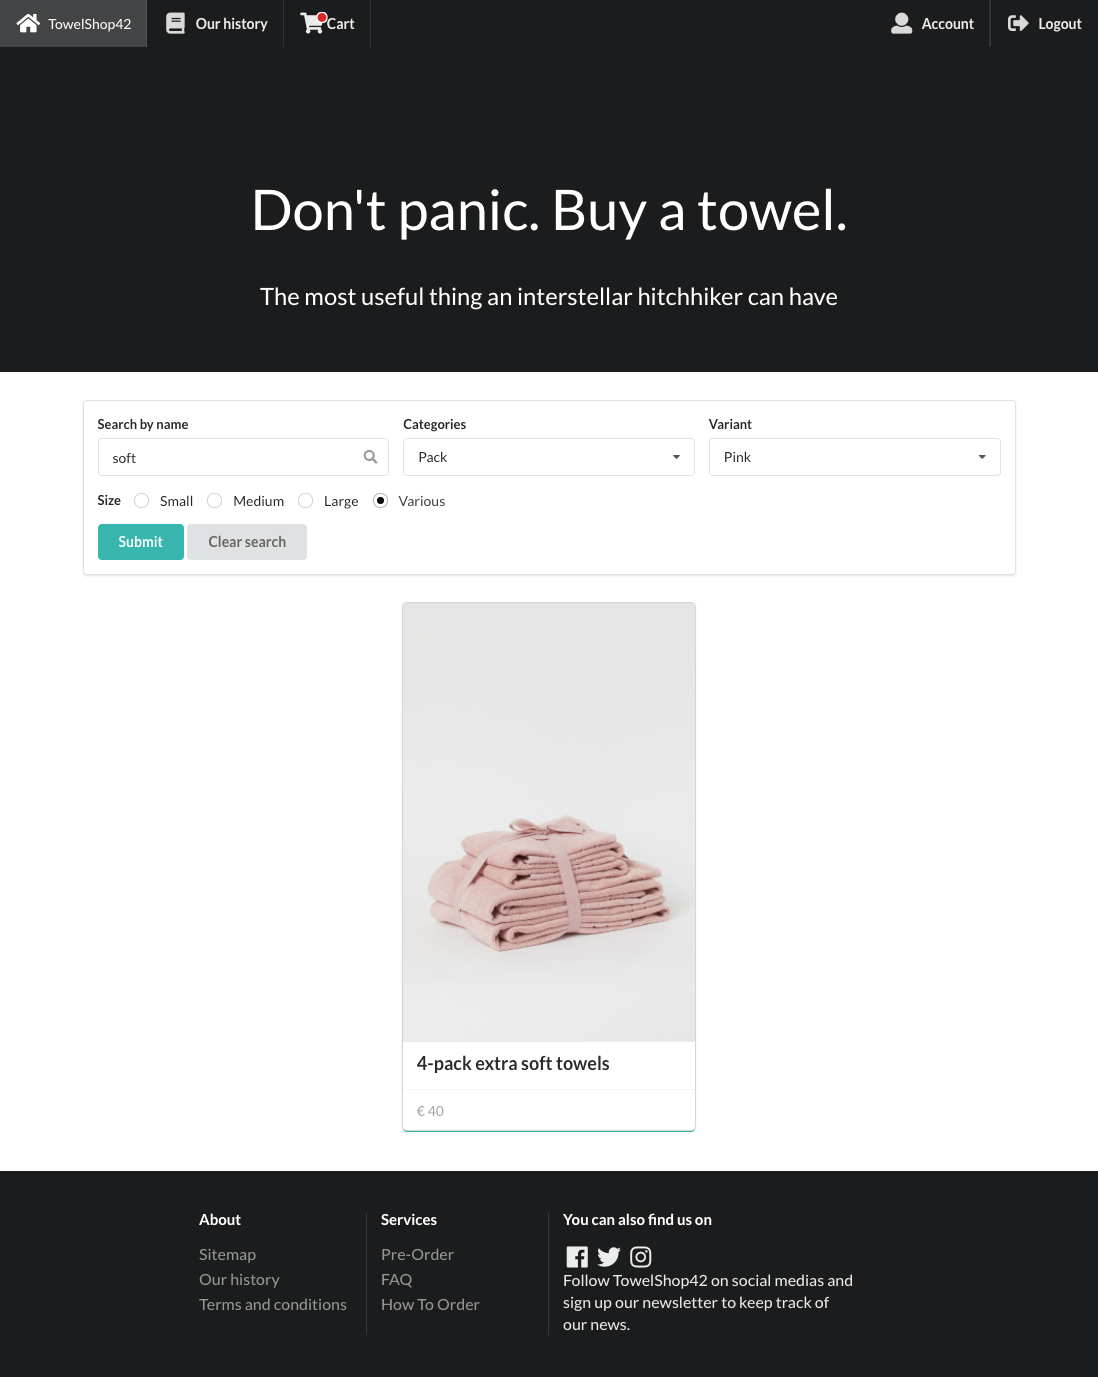 TowelShop42
Our history
Cart
Account
Logout
Don't panic. Buy a towel.
The most useful thing an interstellar hitchhiker can have
Search by name
Categories
Variant
soft
Pack
Pink
Size Small Medium Large Various
Submit
Clear search
4-pack extra soft towels
€ 40
About
Sitemap
Our history
Terms and conditions
Services
Pre-Order
FAQ
How To Order
You can also find us on
Follow TowelShop42 on social medias and
sign up our newsletter to keep track of
our news.